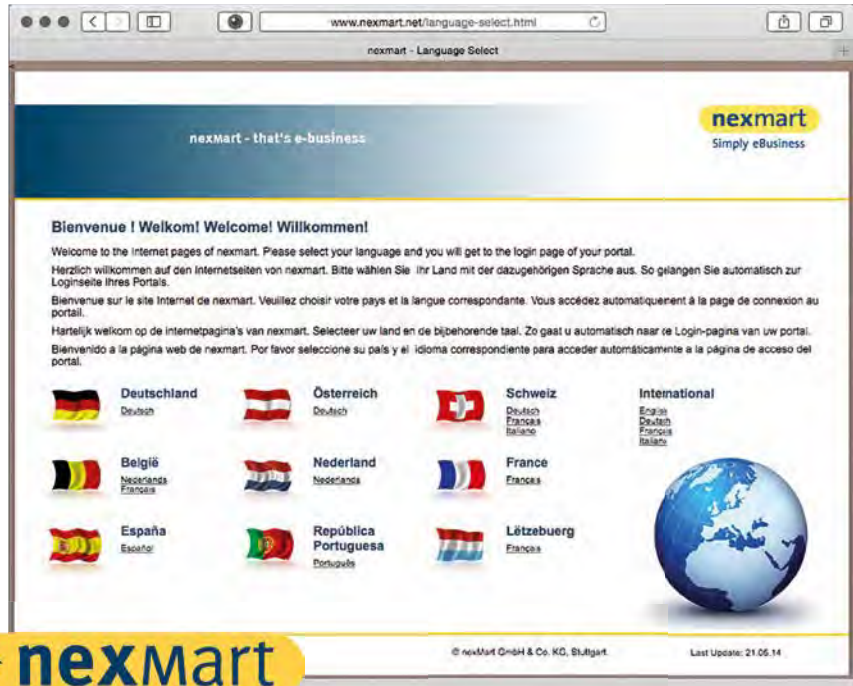 www.nexmart.net/language-select.html
nexmart - Language Select
nexmart - that's e-business
nexmart
Simply eBusiness
Bienvenue ! Welkom! Welcome! Willkommen!
Welcome to the Internet pages of nexmart. Please select your language and you will get to the login page of your portal.
Herzlich willkommen auf den Internetseiten von nexmart. Bitte wählen Sie Ihr Land mit der dazugehörigen Sprache aus. So gelangen Sie automatisch zur
Loginseite Ihres Portals.
Bienvenue sur le site Internet de nexmart. Veuillez choisir votre pays et la langue correspondante. Vous accédez automatiquement à la page de connexion au
portail.
Hartelijk welkom op de internetpagina's van nexmart. Selecteer uw land en de bijbehorende taal. Zo gaat u automatisch naar de Login-pagina van uw portal.
Bienvenido a la página web de nexmart. Por favor seleccione su país y el idioma correspondiente para acceder automáticamente a la página de acceso del
portal.
Deutschland
Deutsch
Österreich
Deutsch
Schweiz
Deutsch
Français
Italiano
International
English
Deutsch
Français
Italiano
België
Nederlands
Français
Nederland
Nederlands
France
Français
España
Español
República
Portuguesa
Português
Lëtzebuerg
Français
© nexMart GmbH & Co. KG, Stuttgart
Last Update: 21.05.14
nexmart